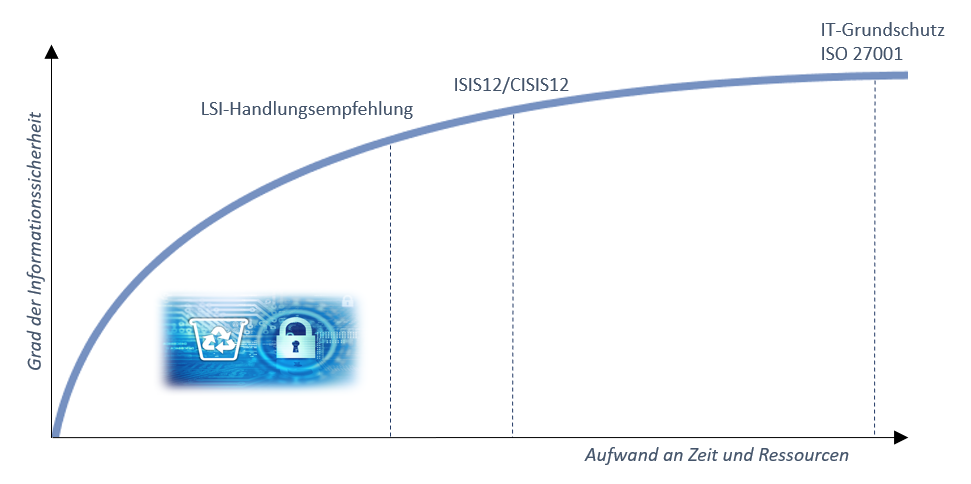 IT-Grundschutz
ISO 27001
ISIS12/CISIS12
LSI-Handlungsempfehlung
Grad der Informationssicherheit
Aufwand an Zeit und Ressourcen